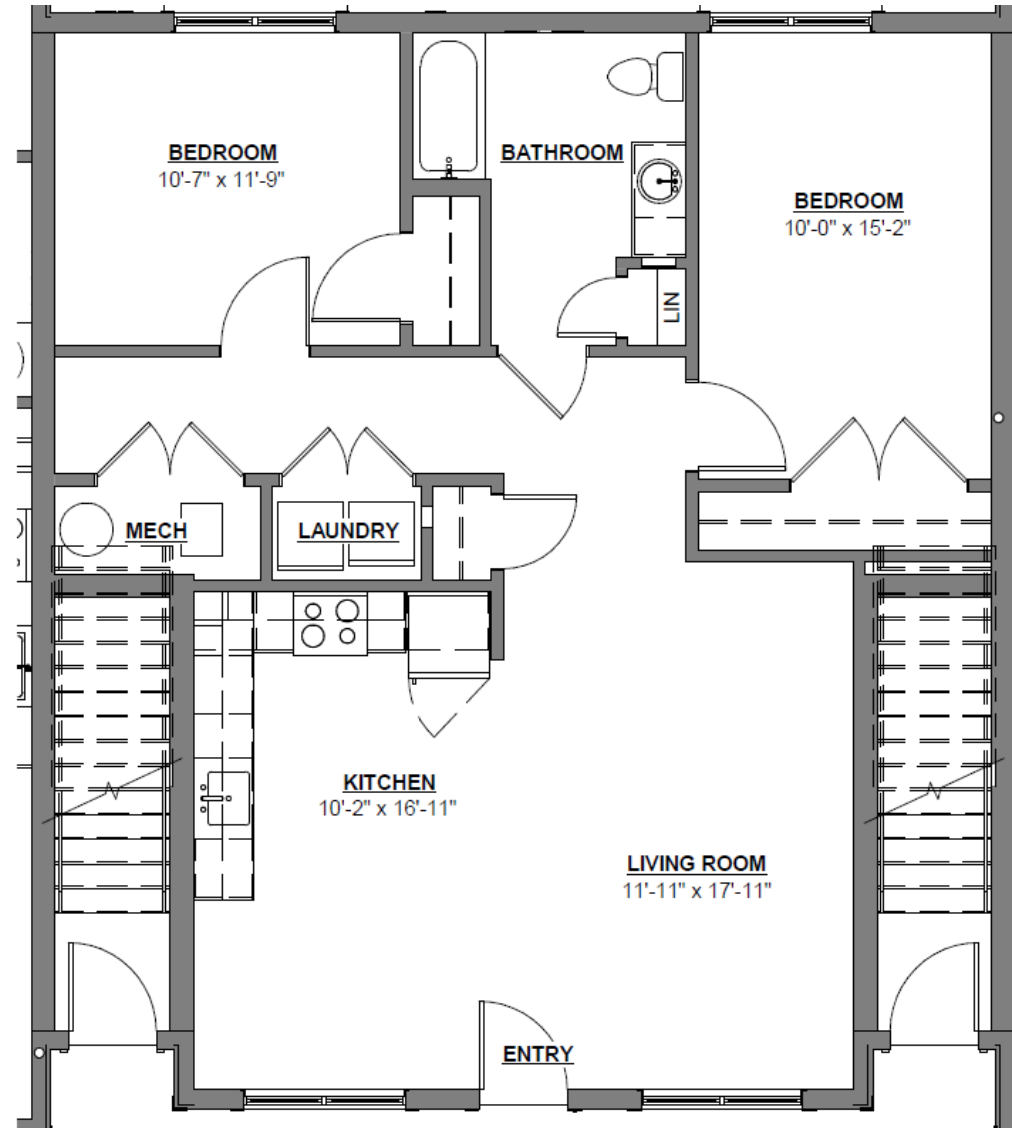 BEDROOM
10'-7" x 11'-9"
BATHROOM
BEDROOM
10'-0" x 15'-2"
LIN
MECH
LAUNDRY
KITCHEN
10'-2" x 16'-11"
LIVING ROOM
11'-11" x 17'-11"
ENTRY